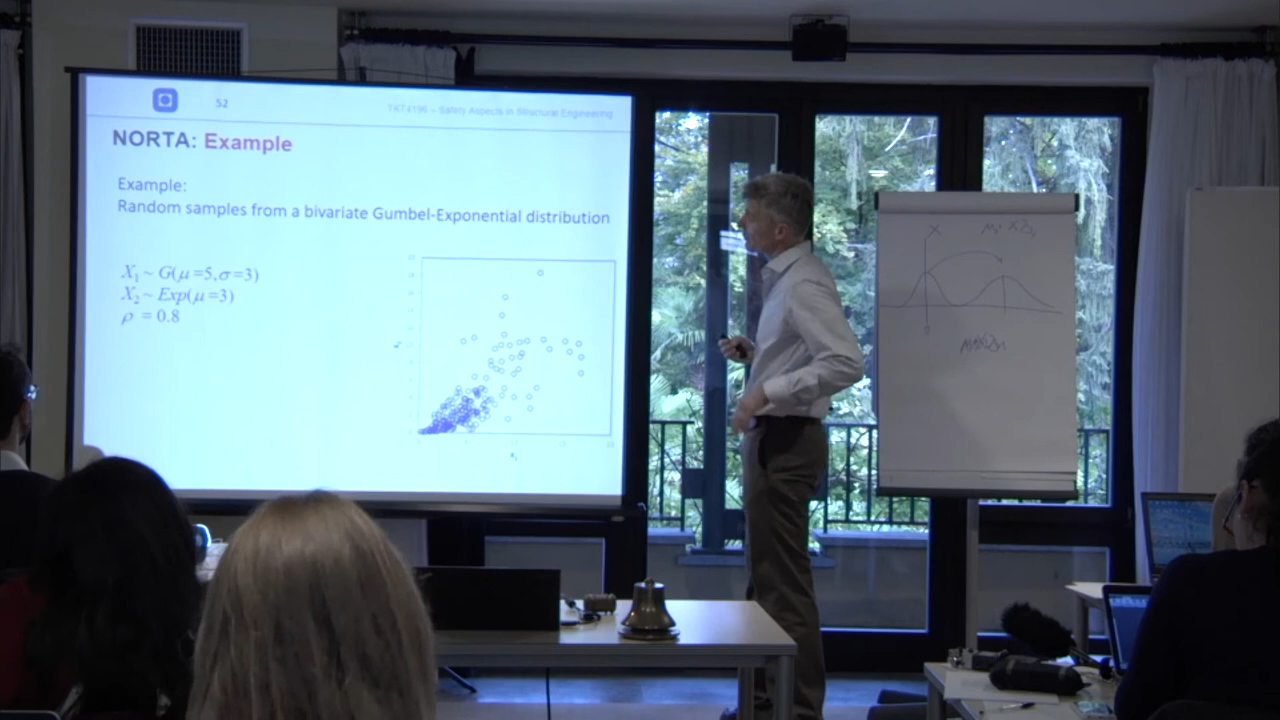 52
TKT4196 – Safety Aspects in Structural Engineering
NORTA: Example
Example:
Random samples from a bivariate Gumbel-Exponential distribution
X₁ ~ G(μ =5,σ =3)
X₂ ~ Exp(μ =3)
ρ = 0.8
X₁
X